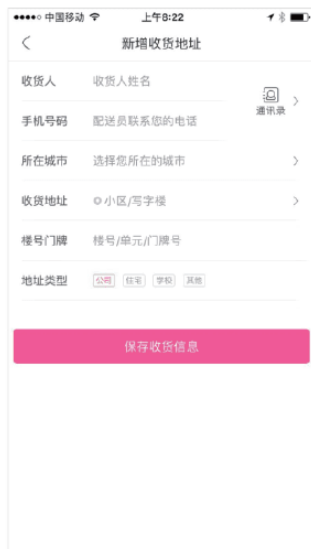 中国移动 上午8:22
新增收货地址
收货人 收货人姓名
通讯录
手机号码 配送员联系您的电话
所在城市 选择您所在的城市
收货地址 小区/写字楼
楼号门牌 楼号/单元/门牌号
地址类型 公司 住宅 学校 其他
保存收货信息